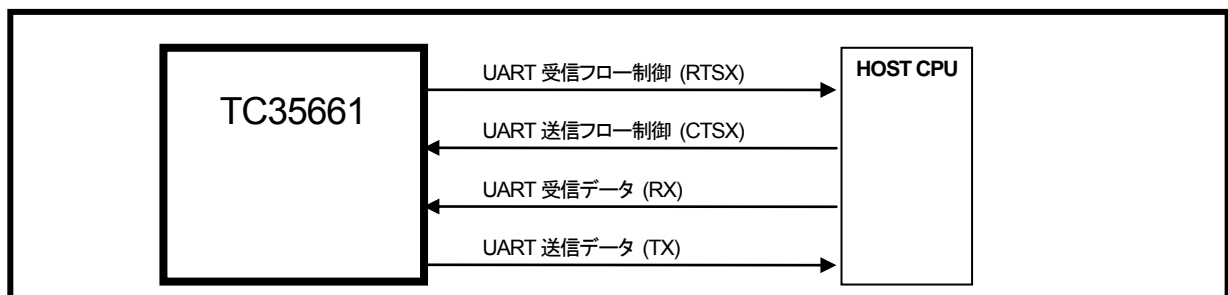 TC35661
UART 受信フロー制御 (RTSX)
UART 送信フロー制御 (CTSX)
UART 受信データ (RX)
UART 送信データ (TX)
HOST CPU